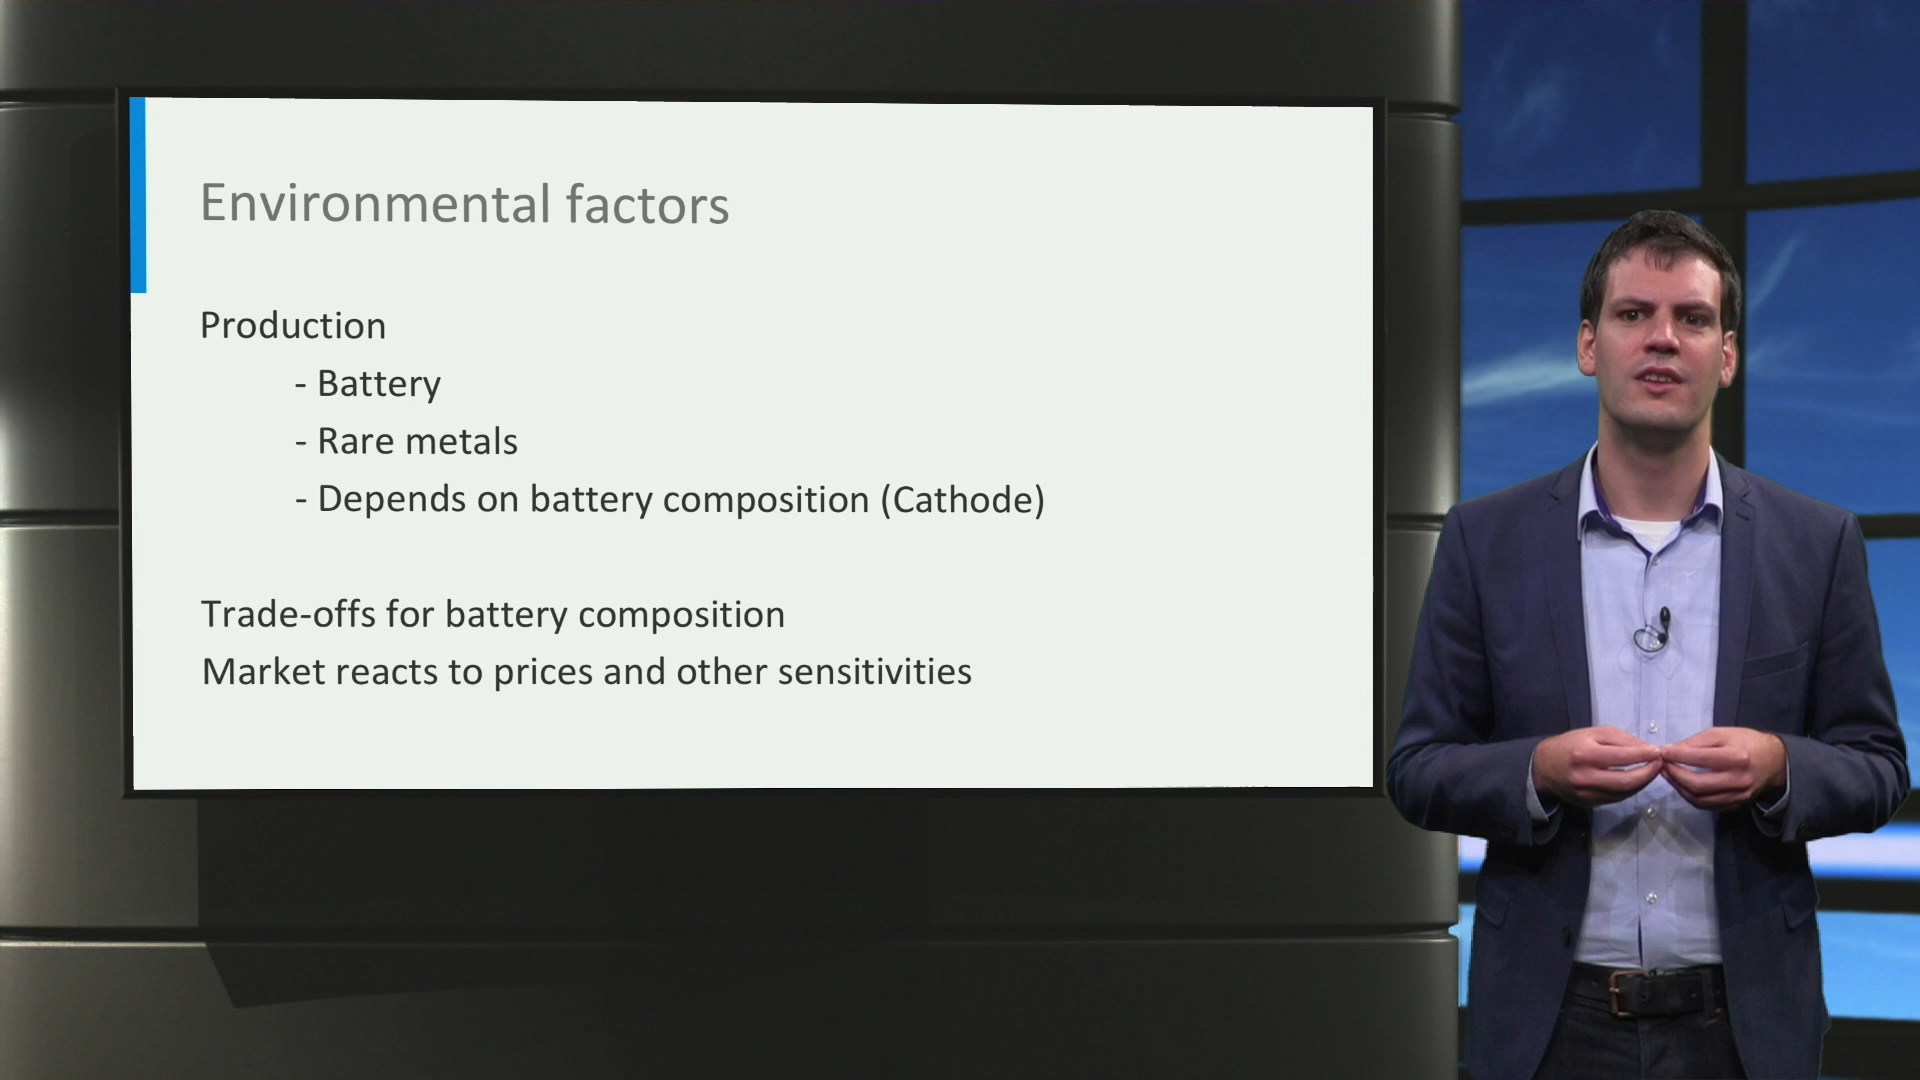 Environmental factors
Production
- Battery
- Rare metals
- Depends on battery composition (Cathode)
Trade-offs for battery composition
Market reacts to prices and other sensitivities